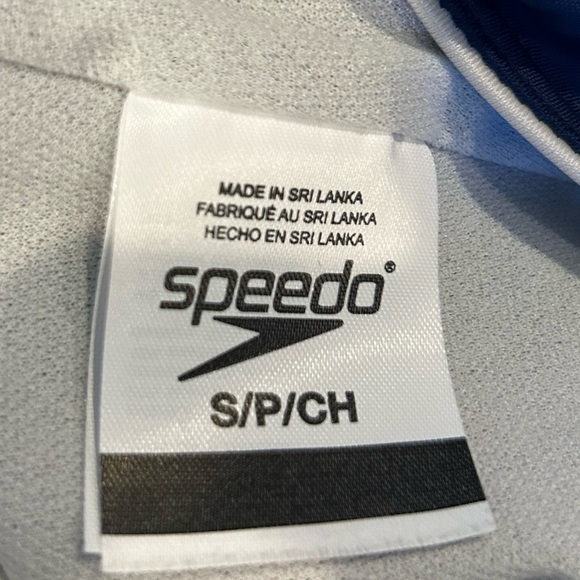 MADE IN SRI LANKA
FABRIQUÉ AU SRI LANKA
HECHO EN SRI LANKA
speedo®
S/P/CH